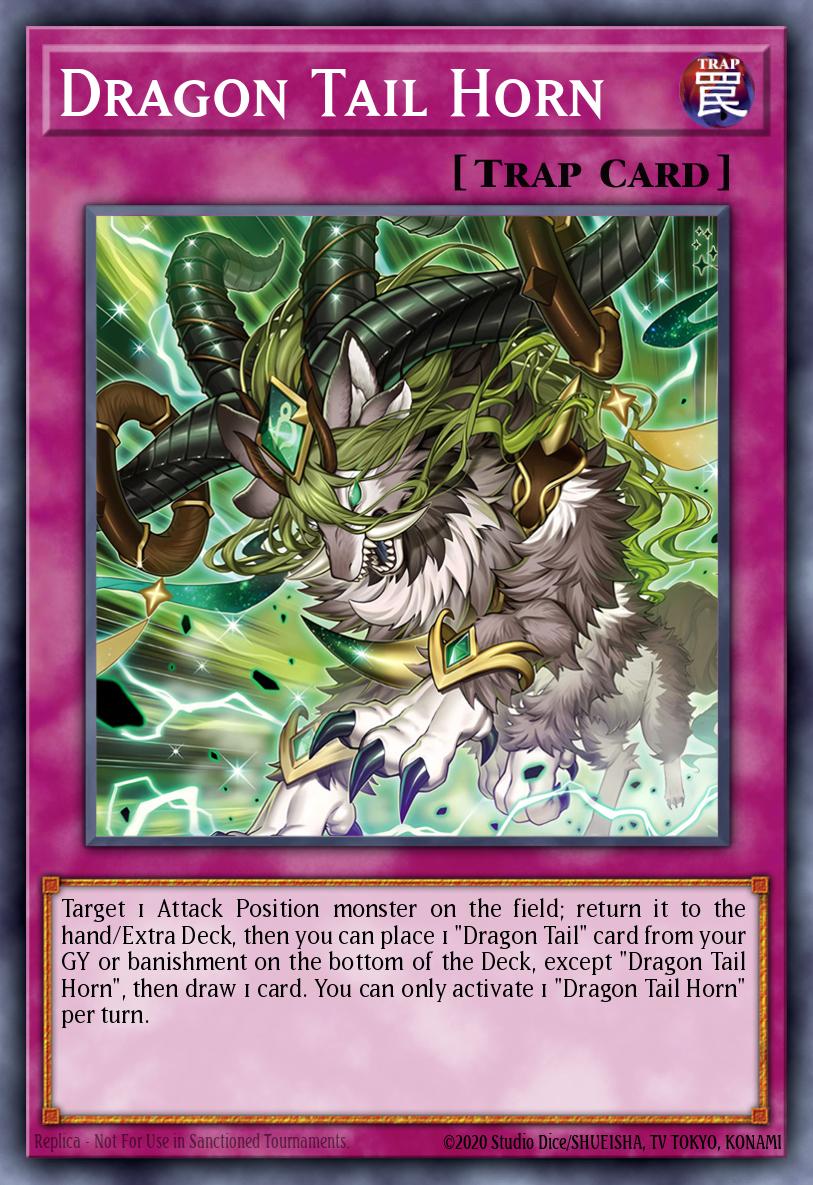 Dragon Tail Horn
TRAP
罠
[Trap Card]
Target 1 Attack Position monster on the field; return it to the
hand/Extra Deck, then you can place 1 "Dragon Tail" card from your
GY or banishment on the bottom of the Deck, except "Dragon Tail
Horn", then draw 1 card. You can only activate 1 "Dragon Tail Horn"
per turn.
Replica - Not For Use in Sanctioned Tournaments.
©2020 Studio Dice/SHUEISHA, TV TOKYO, KONAMI